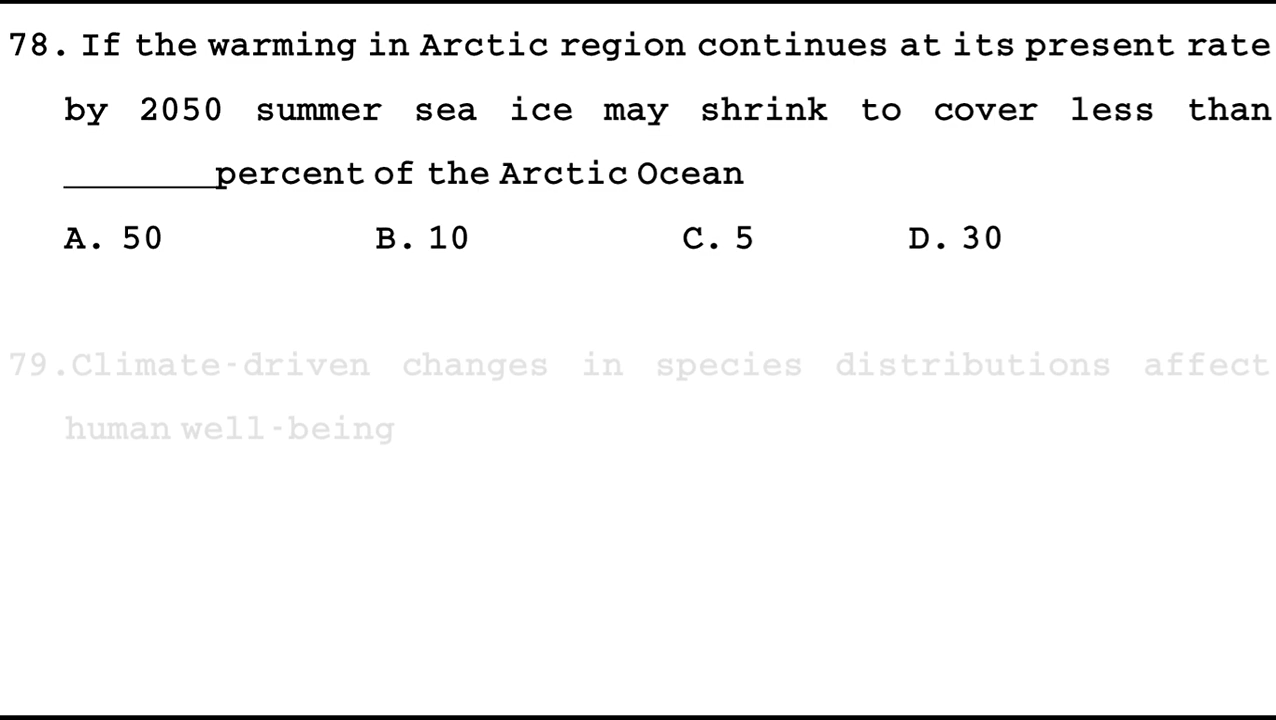 78. If the warming in Arctic region continues at its present rate
by 2050 summer sea ice may shrink to cover less than
________percent of the Arctic Ocean
A. 50 B. 10 C. 5 D. 30
79.Climate-driven changes in species distributions affect
human well-being